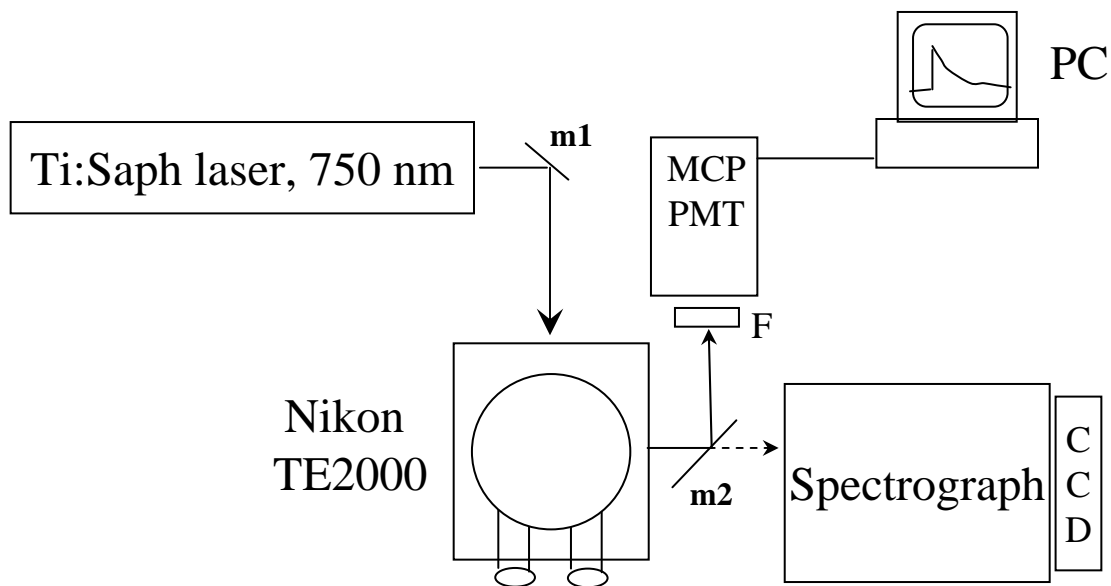 PC
m1
Ti:Saph laser, 750 nm
MCP
PMT
F
Nikon
TE2000
m2
Spectrograph
C
C
D